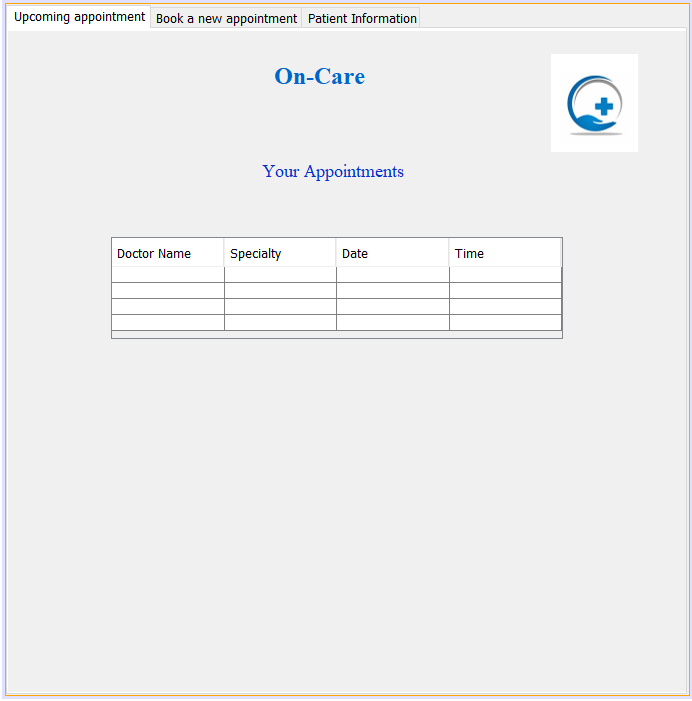 Upcoming appointment Book a new appointment Patient Information
On-Care
Your Appointments
Doctor Name Specialty Date Time